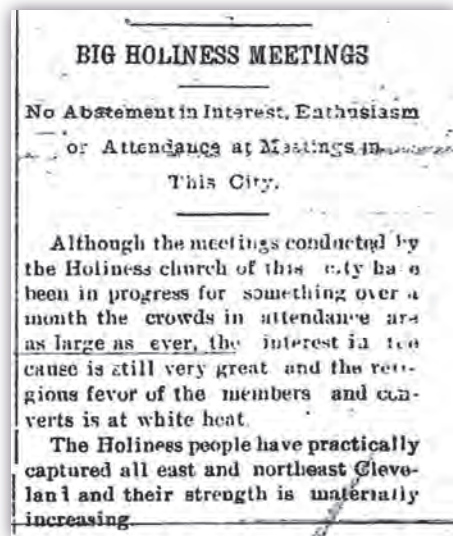 BIG HOLINESS MEETINGS
No Abatement in Interest, Enthusiasm
or Attendance at Meetings in
This City.
Although the meetings conducted by
the Holiness church of this city have
been in progress for something over a
month the crowds in attendance are
as large as ever, the interest in the
cause is still very great and the reli-
gious fevor of the members and con-
verts is at white heat.
The Holiness people have practically
captured all east and northeast Cleve-
land and their strength is materially
increasing.